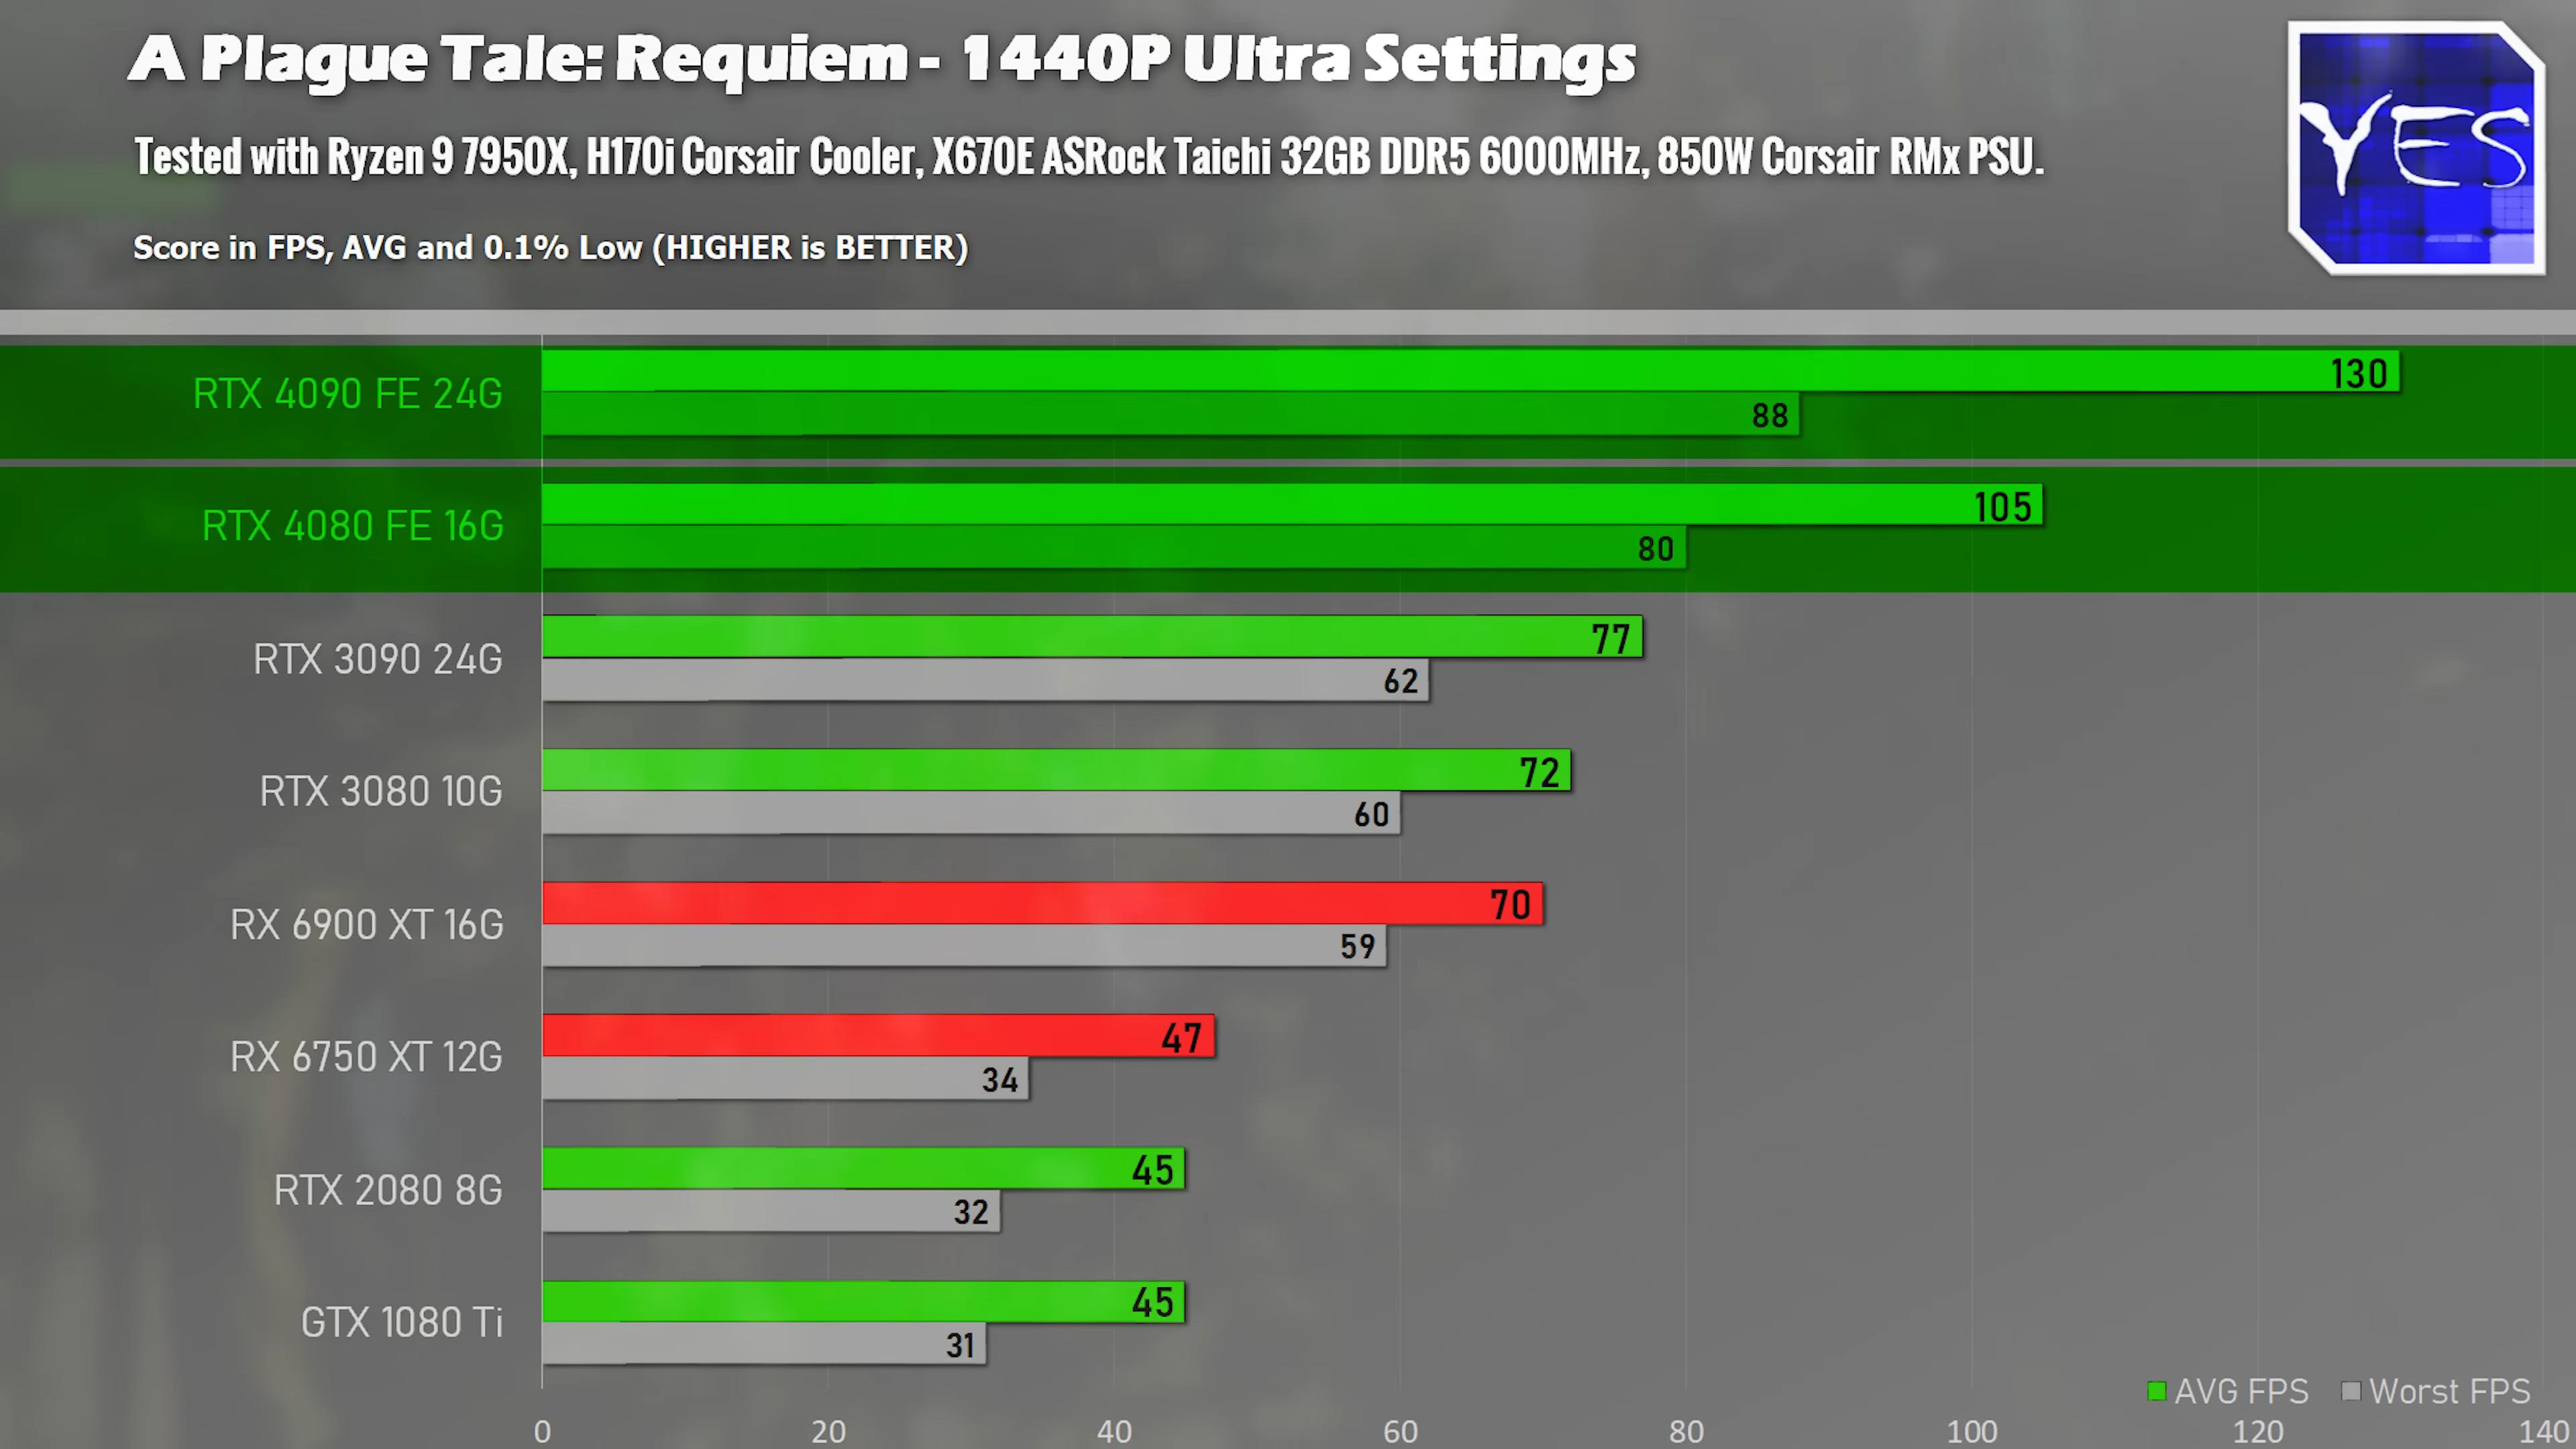 A Plague Tale: Requiem - 1440P Ultra Settings
YES
Tested with Ryzen 9 7950X, H170i Corsair Cooler, X670E ASRock Taichi 32GB DDR5 6000MHz, 850W Corsair RMx PSU.
Score in FPS, AVG and 0.1% Low (HIGHER is BETTER)
RTX 4090 FE 24G
130
88
RTX 4080 FE 16G
105
80
RTX 3090 24G
77
62
RTX 3080 10G
72
60
RX 6900 XT 16G
70
59
RX 6750 XT 12G
47
34
RTX 2080 8G
45
32
GTX 1080 Ti
45
31
AVG FPS Worst FPS
0 20 40 60 80 100 120 140